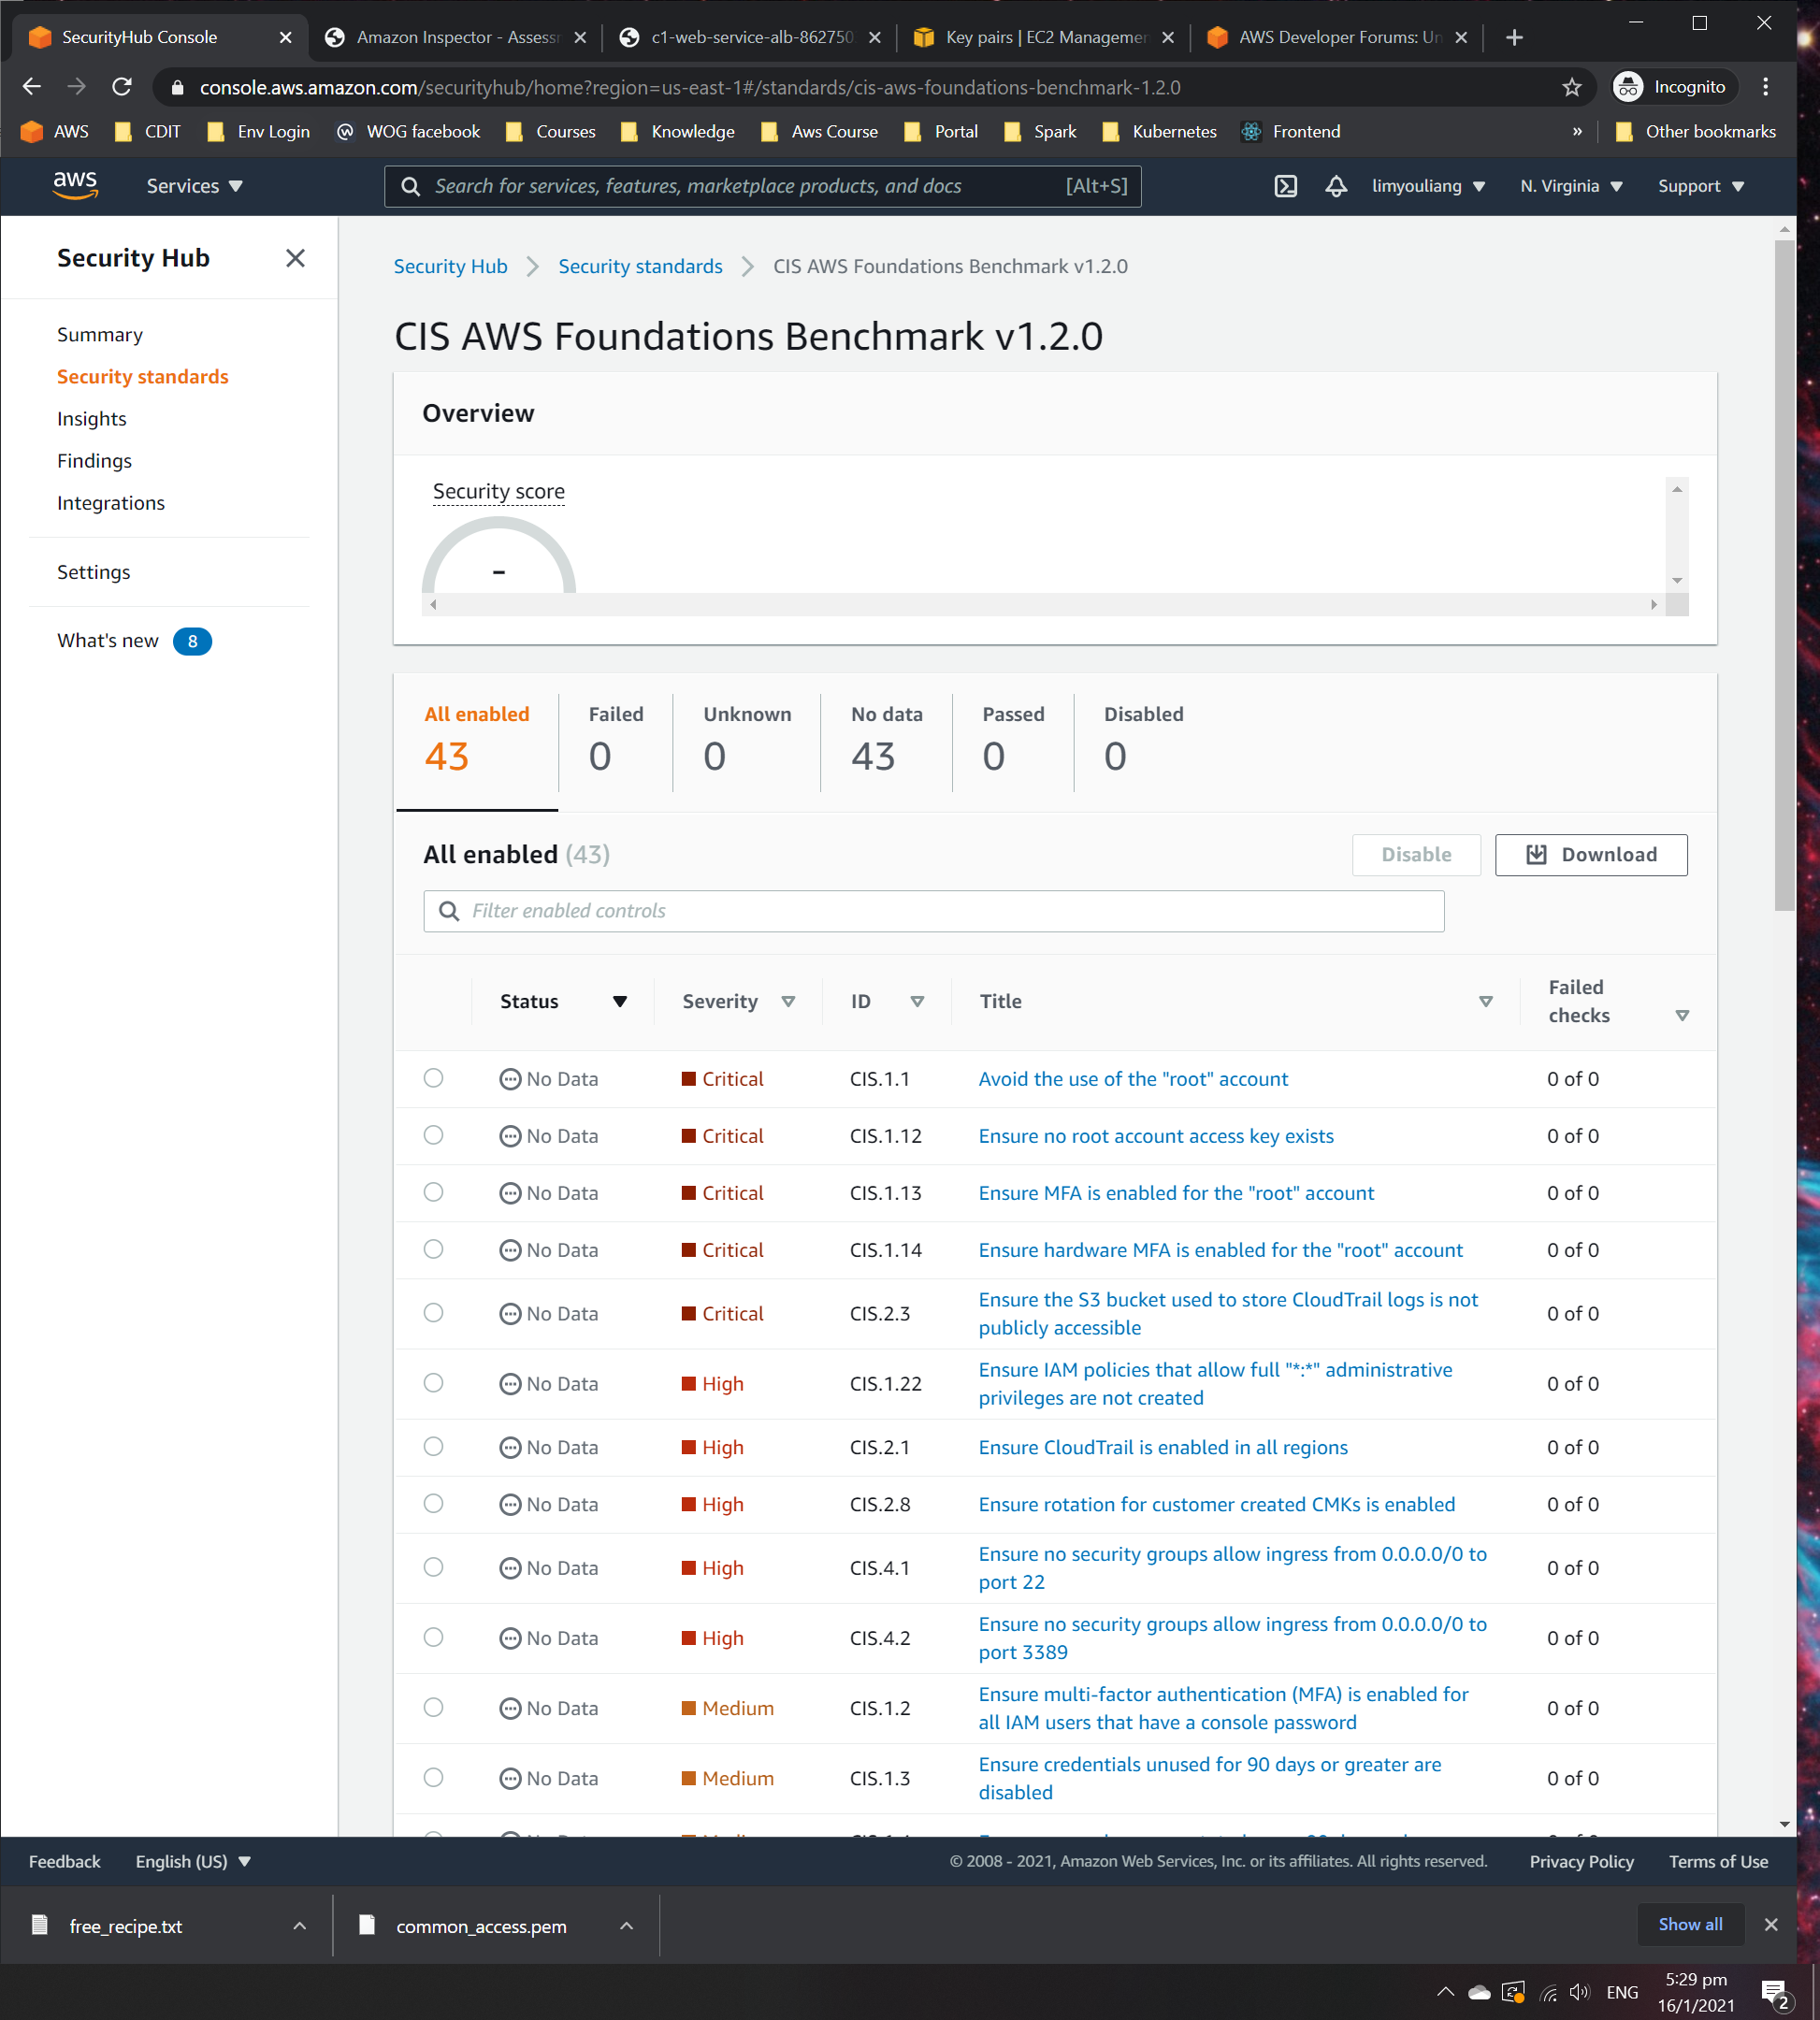 SecurityHub Console
Amazon Inspector - Assessm
c1-web-service-alb-862750
Key pairs | EC2 Managemen
AWS Developer Forums: Un
console.aws.amazon.com/securityhub/home?region=us-east-1#/standards/cis-aws-foundations-benchmark-1.2.0
Incognito
AWS
CDIT
Env Login
WOG facebook
Courses
Knowledge
Aws Course
Portal
Spark
Kubernetes
Frontend
»
Other bookmarks
aws
Services
Search for services, features, marketplace products, and docs
[Alt+S]
limyouliang
N. Virginia
Support
Security Hub
Summary
Security standards
Insights
Findings
Integrations
Settings
What's new 8
Security Hub > Security standards > CIS AWS Foundations Benchmark v1.2.0
CIS AWS Foundations Benchmark v1.2.0
Overview
Security score
-
All enabled Failed Unknown No data Passed Disabled
43 0 0 43 0 0
All enabled (43)
Disable
Download
Filter enabled controls
Status Severity ID Title Failed
checks
No Data Critical CIS.1.1 Avoid the use of the "root" account 0 of 0
No Data Critical CIS.1.12 Ensure no root account access key exists 0 of 0
No Data Critical CIS.1.13 Ensure MFA is enabled for the "root" account 0 of 0
No Data Critical CIS.1.14 Ensure hardware MFA is enabled for the "root" account 0 of 0
No Data Critical CIS.2.3 Ensure the S3 bucket used to store CloudTrail logs is not
publicly accessible 0 of 0
No Data High CIS.1.22 Ensure IAM policies that allow full "*:*" administrative
privileges are not created 0 of 0
No Data High CIS.2.1 Ensure CloudTrail is enabled in all regions 0 of 0
No Data High CIS.2.8 Ensure rotation for customer created CMKs is enabled 0 of 0
No Data High CIS.4.1 Ensure no security groups allow ingress from 0.0.0.0/0 to
port 22 0 of 0
No Data High CIS.4.2 Ensure no security groups allow ingress from 0.0.0.0/0 to
port 3389 0 of 0
No Data Medium CIS.1.2 Ensure multi-factor authentication (MFA) is enabled for
all IAM users that have a console password 0 of 0
No Data Medium CIS.1.3 Ensure credentials unused for 90 days or greater are
disabled 0 of 0
Feedback
English (US)
© 2008 - 2021, Amazon Web Services, Inc. or its affiliates. All rights reserved.
Privacy Policy
Terms of Use
free_recipe.txt
common_access.pem
Show all
ENG
5:29 pm
16/1/2021
2